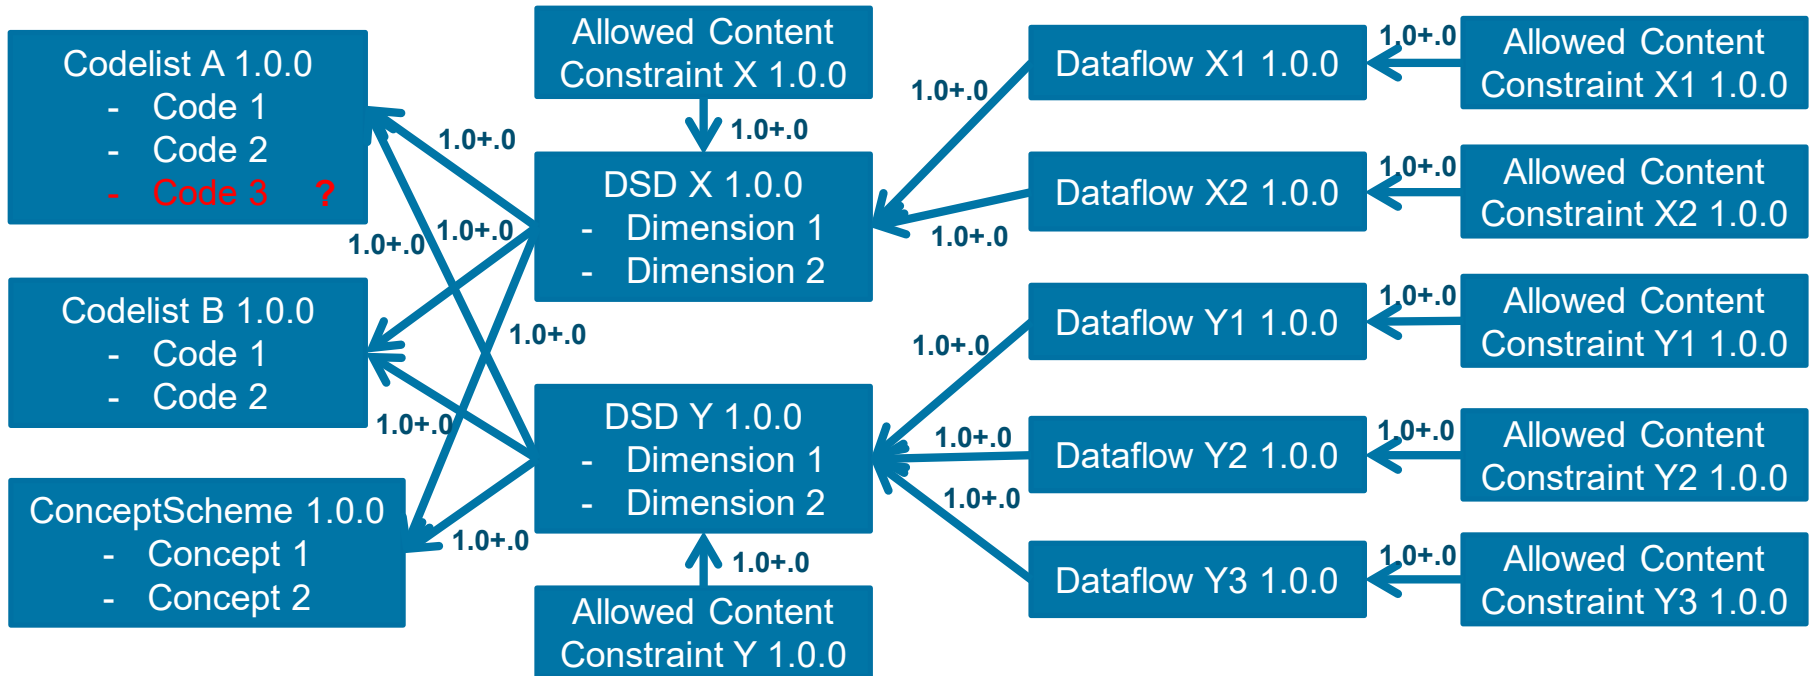 Codelist A 1.0.0
- Code 1
- Code 2
- Code 3 ?
Codelist B 1.0.0
- Code 1
- Code 2
ConceptScheme 1.0.0
- Concept 1
- Concept 2
1.0+.0
1.0+.0
1.0+.0
1.0+.0
1.0+.0
1.0+.0
Allowed Content
Constraint X 1.0.0
1.0+.0
DSD X 1.0.0
- Dimension 1
- Dimension 2
DSD Y 1.0.0
- Dimension 1
- Dimension 2
1.0+.0
Allowed Content
Constraint Y 1.0.0
1.0+.0
1.0+.0
1.0+.0
1.0+.0
1.0+.0
Dataflow X1 1.0.0
Dataflow X2 1.0.0
Dataflow Y1 1.0.0
Dataflow Y2 1.0.0
Dataflow Y3 1.0.0
1.0+.0
1.0+.0
1.0+.0
1.0+.0
1.0+.0
Allowed Content
Constraint X1 1.0.0
Allowed Content
Constraint X2 1.0.0
Allowed Content
Constraint Y1 1.0.0
Allowed Content
Constraint Y2 1.0.0
Allowed Content
Constraint Y3 1.0.0